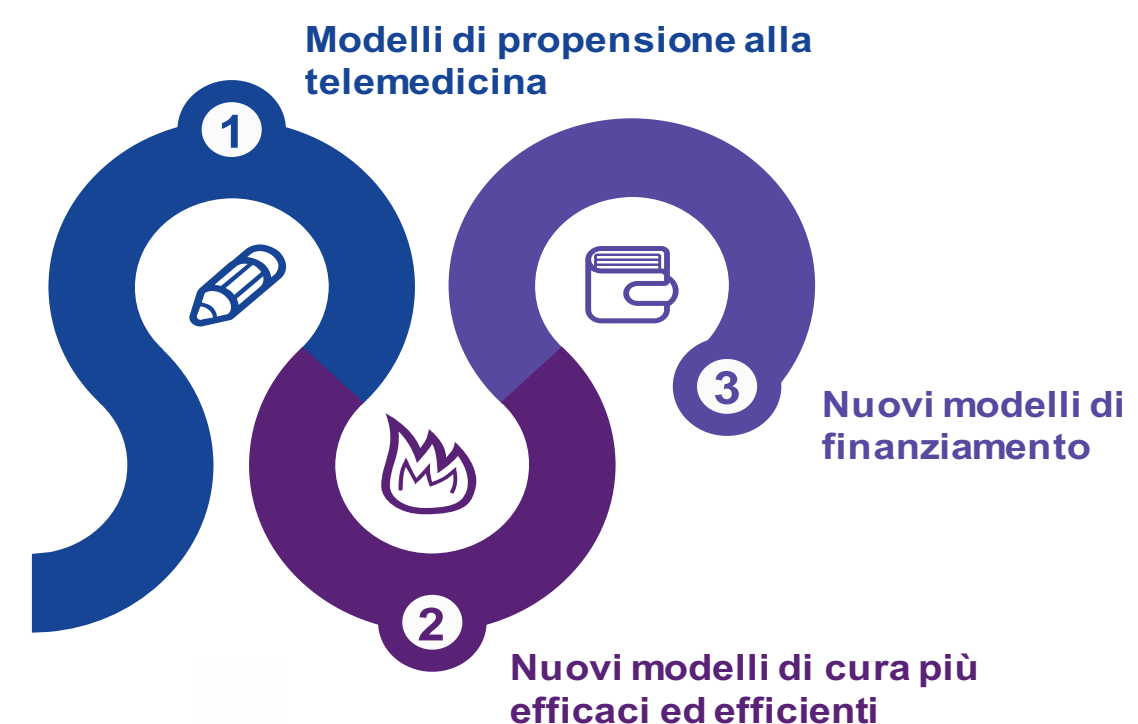 Modelli di propensione alla
telemedicina
1
2
3
Nuovi modelli di
finanziamento
Nuovi modelli di cura più
efficaci ed efficienti